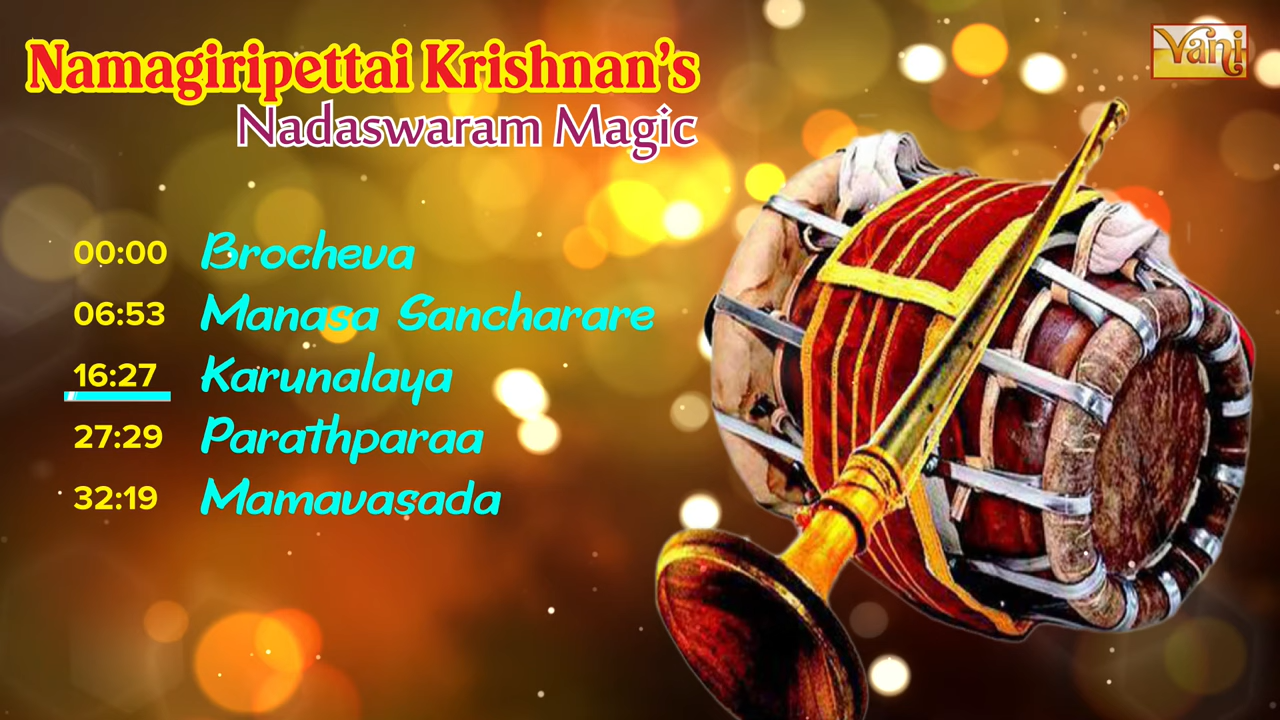 Namagiripettai Krishnan's
Nadaswaram Magic
Vani
00:00 Brocheva
06:53 Manasa Sancharare
16:27 Karunalaya
27:29 Parathparaa
32:19 Mamavasada